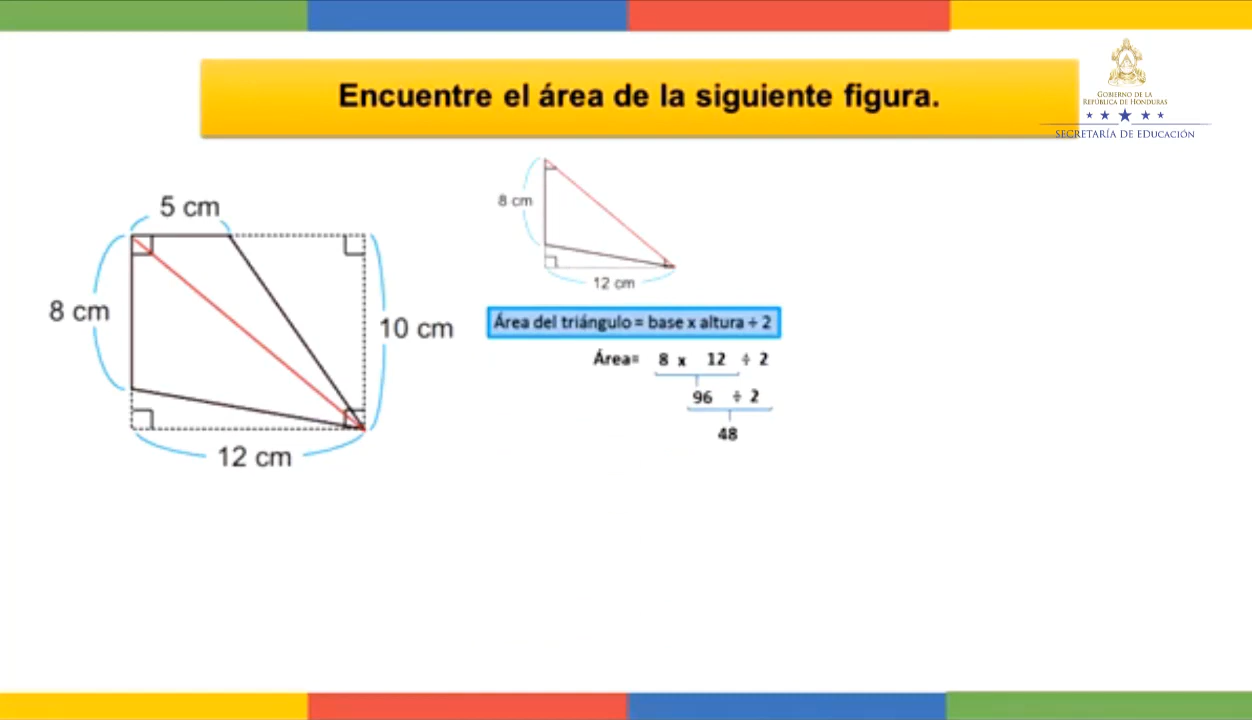 Encuentre el área de la siguiente figura.
GOBIERNO DE LA
REPÚBLICA DE HONDURAS
SECRETARÍA DE EDUCACIÓN
5 cm
8 cm
10 cm
12 cm
8 cm
12 cm
Área del triángulo = base x altura ÷ 2
Área= 8 x 12 ÷ 2
96 ÷ 2
48